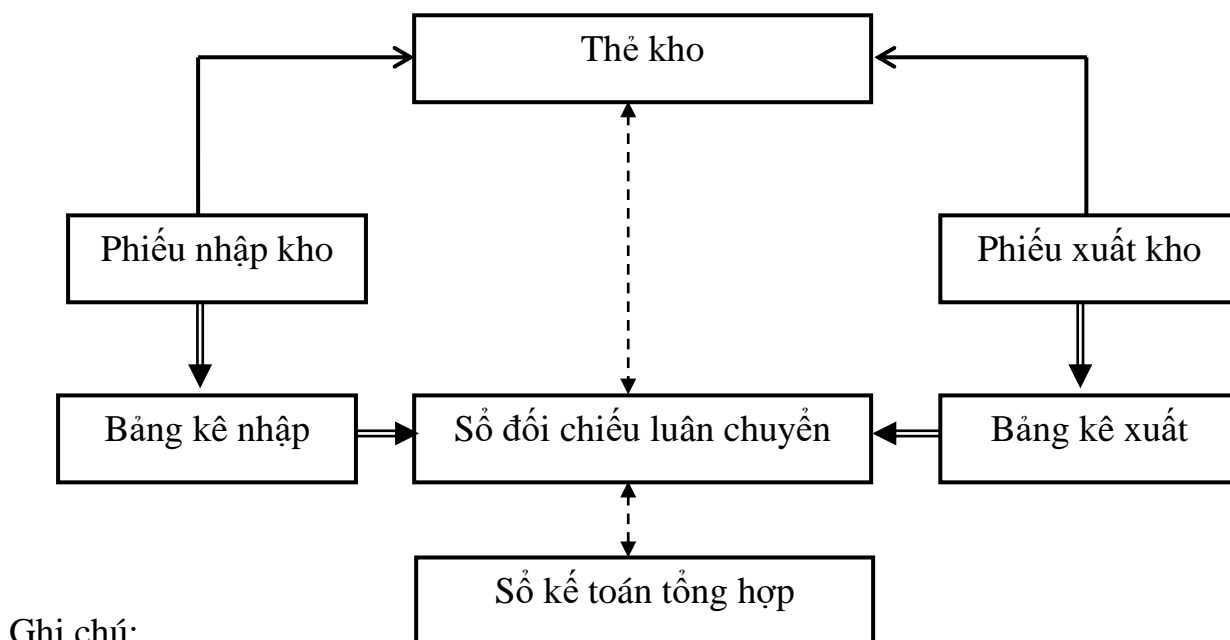 Thẻ kho
Phiếu nhập kho
Phiếu xuất kho
Bảng kê nhập
Sổ đối chiếu luân chuyển
Bảng kê xuất
Sổ kế toán tổng hợp
Ghi chú: